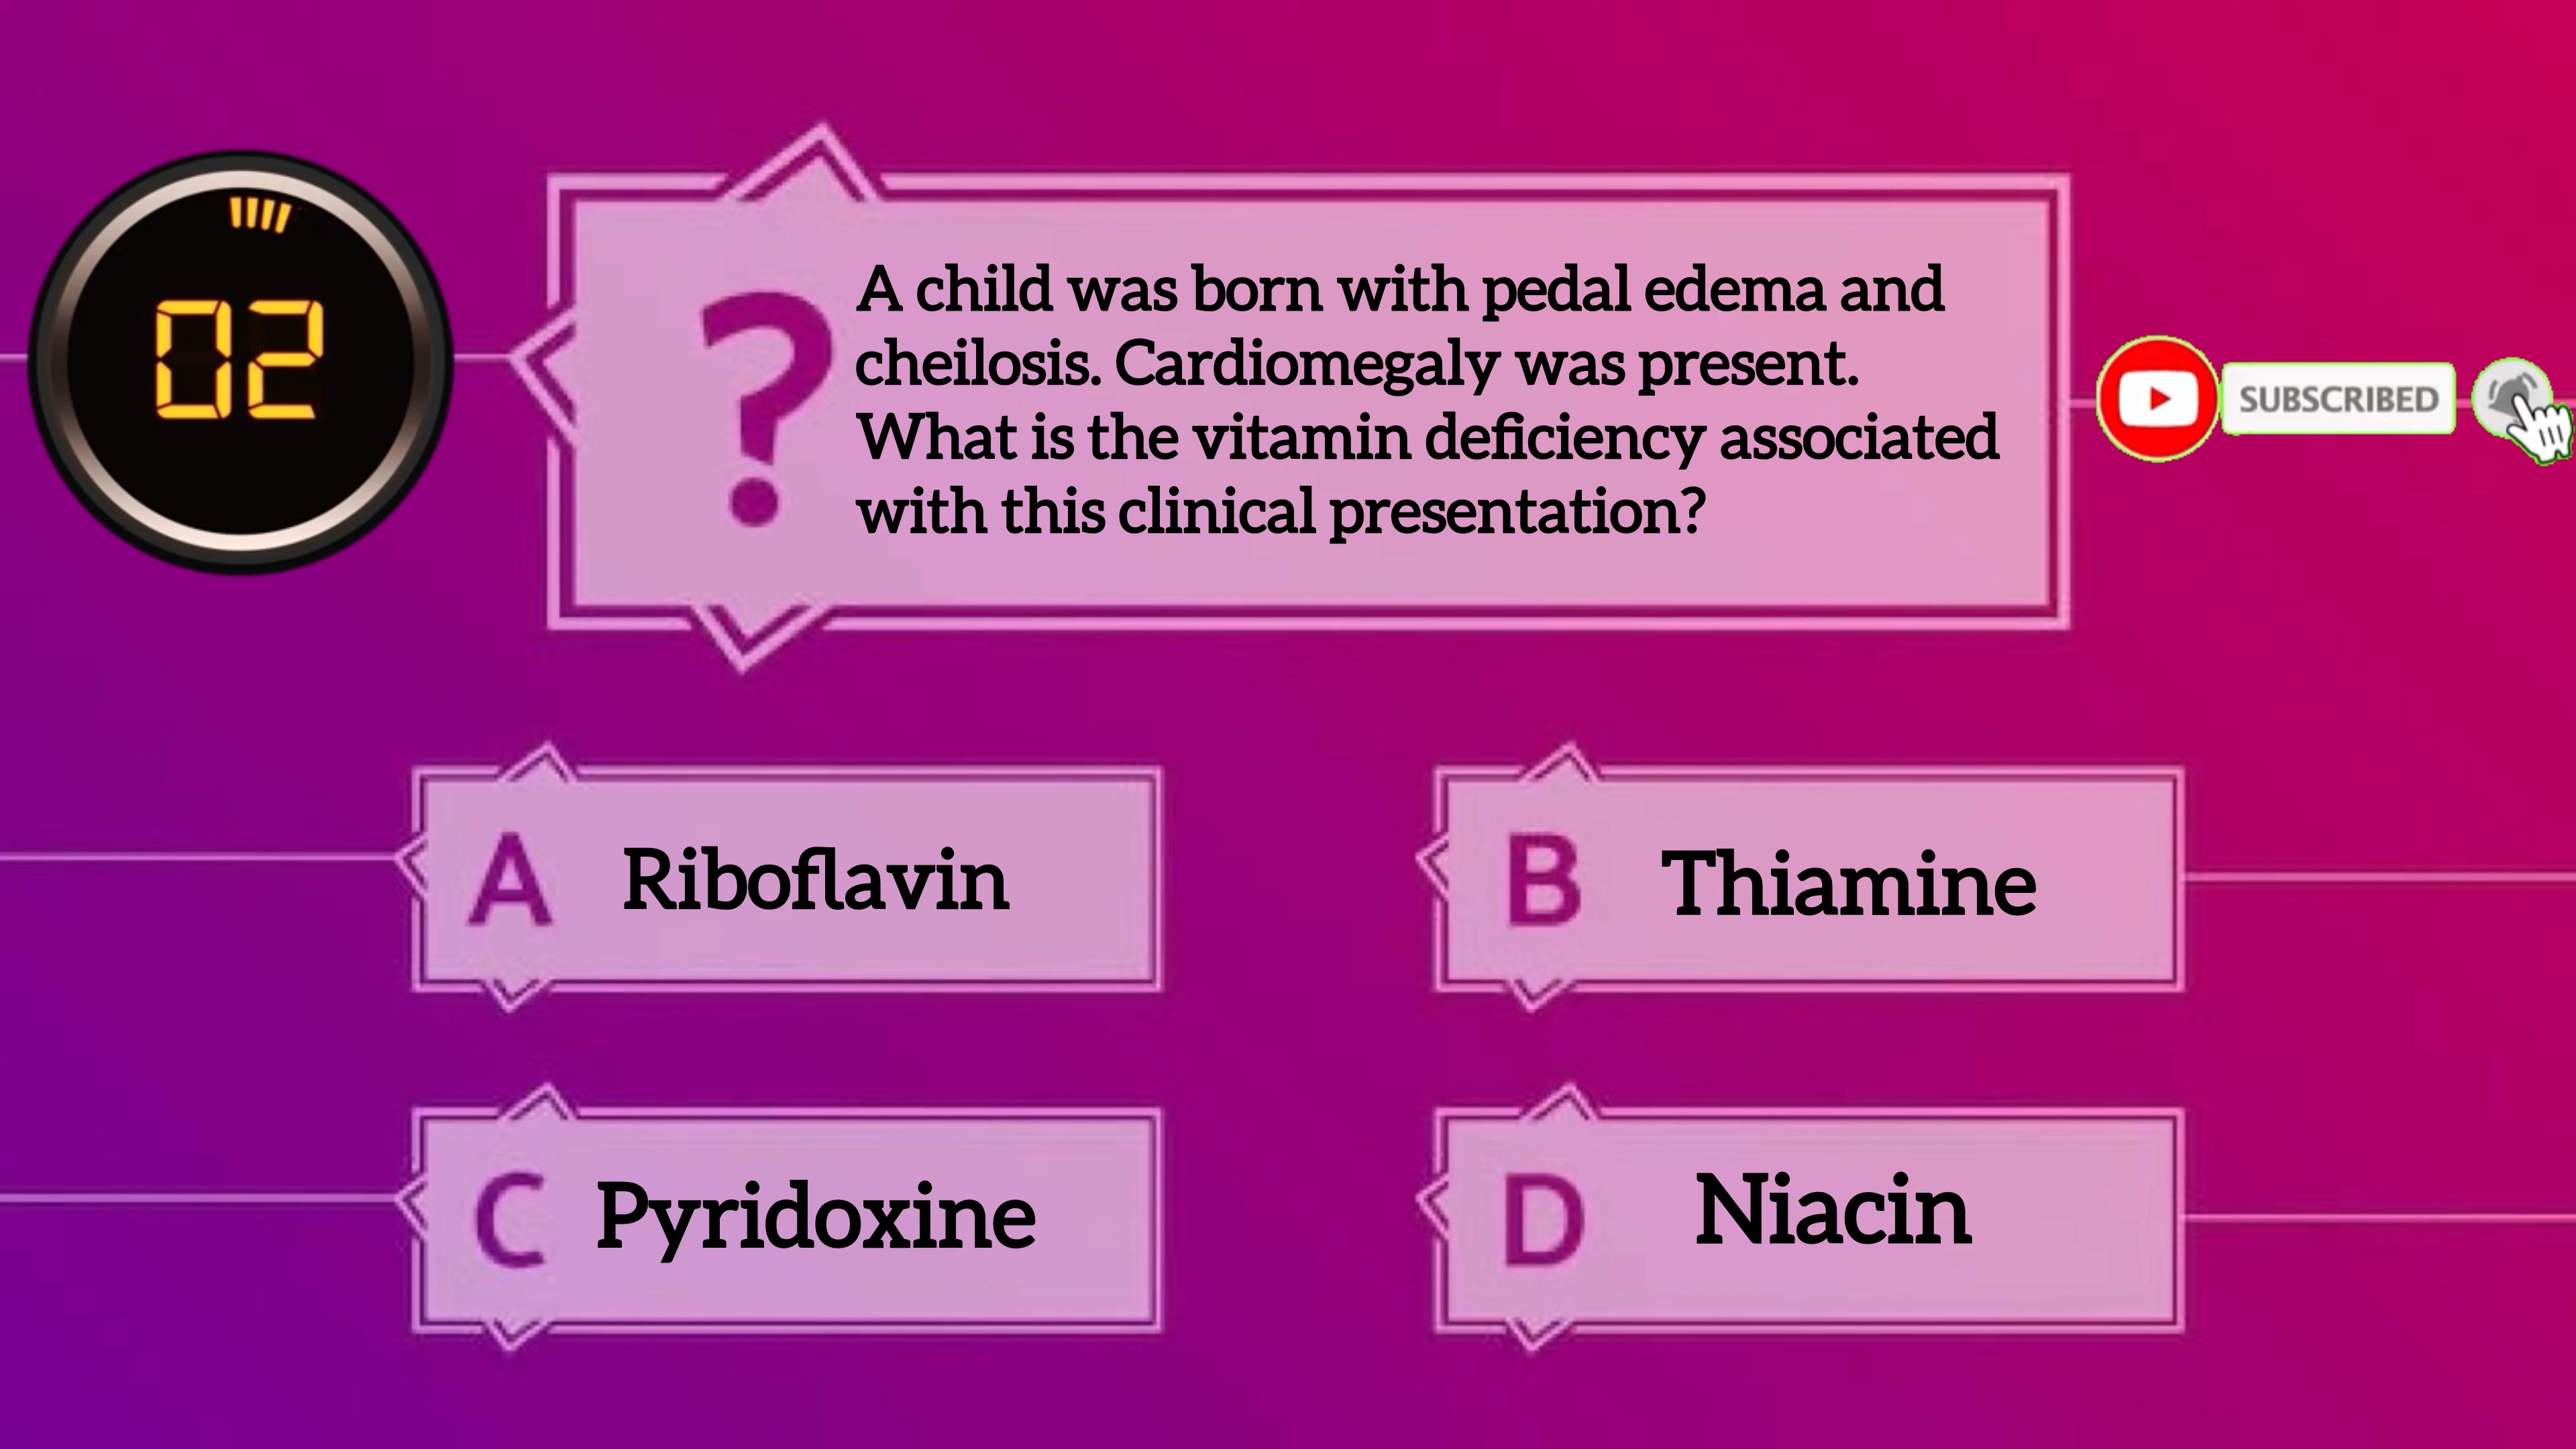 02
?
A child was born with pedal edema and
cheilosis. Cardiomegaly was present.
What is the vitamin deficiency associated
with this clinical presentation?
SUBSCRIBED
A Riboflavin
B Thiamine
C Pyridoxine
D Niacin